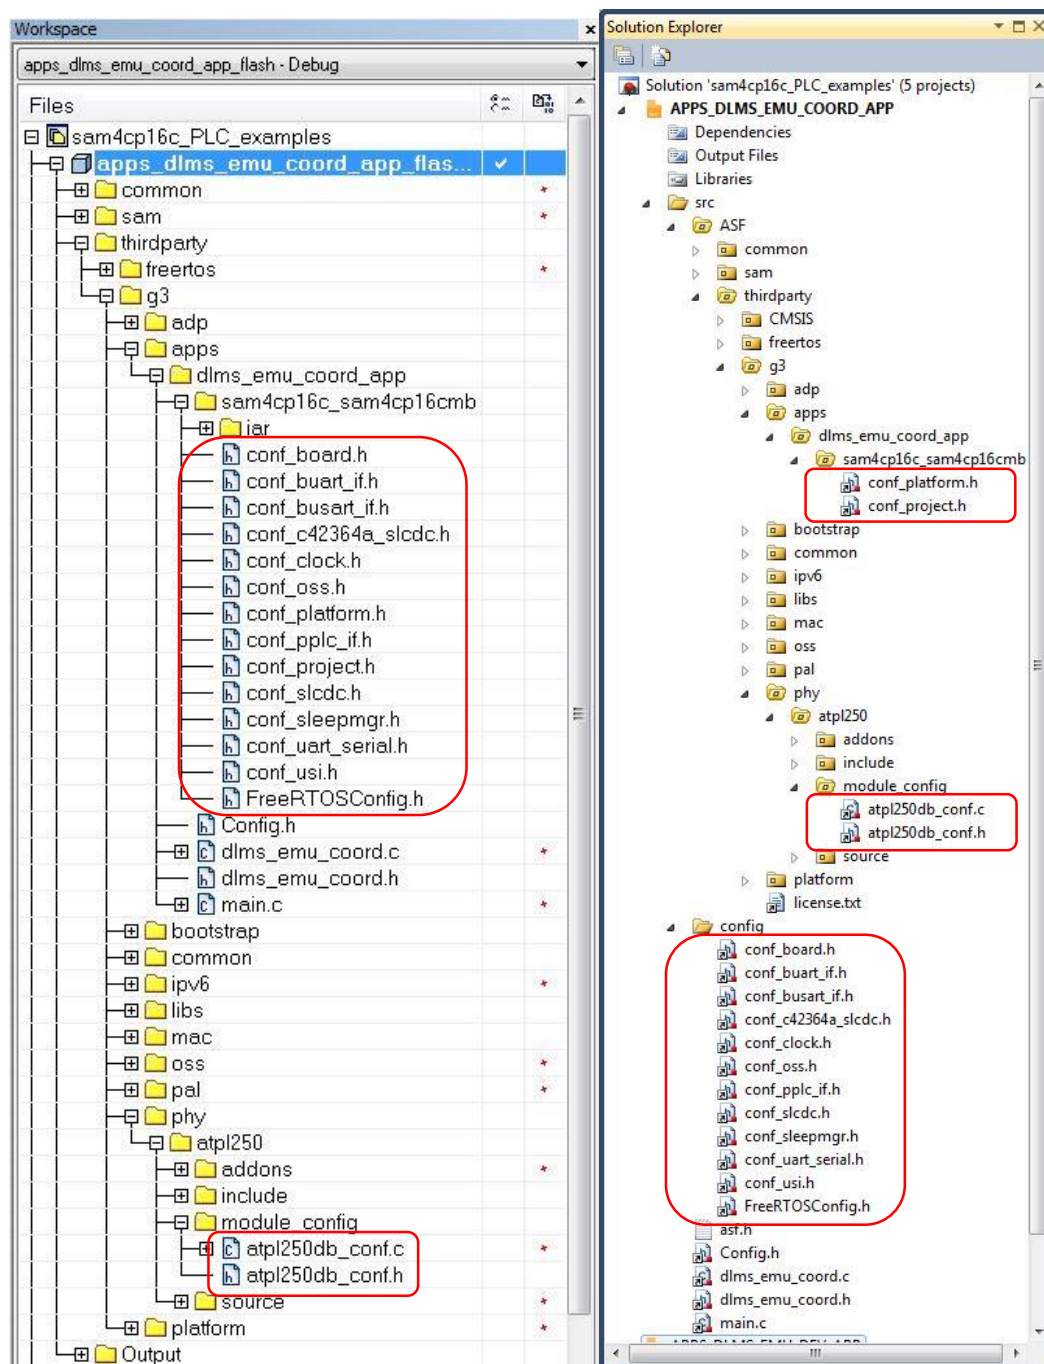 Workspace
apps_dlms_emu_coord_app_flash - Debug
Files
sam4cp16c_PLC_examples
apps_dlms_emu_coord_app_flas...
common
sam
thirdparty
freertos
g3
adp
apps
dlms_emu_coord_app
sam4cp16c_sam4cp16cmb
iar
conf_board.h
conf_buart_if.h
conf_busart_if.h
conf_c42364a_slcdc.h
conf_clock.h
conf_oss.h
conf_platform.h
conf_pplc_if.h
conf_project.h
conf_slcdc.h
conf_sleepmgr.h
conf_uart_serial.h
conf_usi.h
FreeRTOSConfig.h
Config.h
dlms_emu_coord.c
dlms_emu_coord.h
main.c
bootstrap
common
ipv6
libs
mac
oss
pal
phy
atpl250
addons
include
module_config
atpl250db_conf.c
atpl250db_conf.h
source
platform
Output
Solution Explorer
Solution 'sam4cp16c_PLC_examples' (5 projects)
APPS_DLMS_EMU_COORD_APP
Dependencies
Output Files
Libraries
src
ASF
common
sam
thirdparty
CMSIS
freertos
g3
adp
apps
dlms_emu_coord_app
sam4cp16c_sam4cp16cmb
conf_platform.h
conf_project.h
bootstrap
common
ipv6
libs
mac
oss
pal
phy
atpl250
addons
include
module_config
atpl250db_conf.c
atpl250db_conf.h
source
platform
license.txt
config
conf_board.h
conf_buart_if.h
conf_busart_if.h
conf_c42364a_slcdc.h
conf_clock.h
conf_oss.h
conf_pplc_if.h
conf_slcdc.h
conf_sleepmgr.h
conf_uart_serial.h
conf_usi.h
FreeRTOSConfig.h
asf.h
Config.h
dlms_emu_coord.c
dlms_emu_coord.h
main.c
APPS_DLMS_EMU_DEV_APP